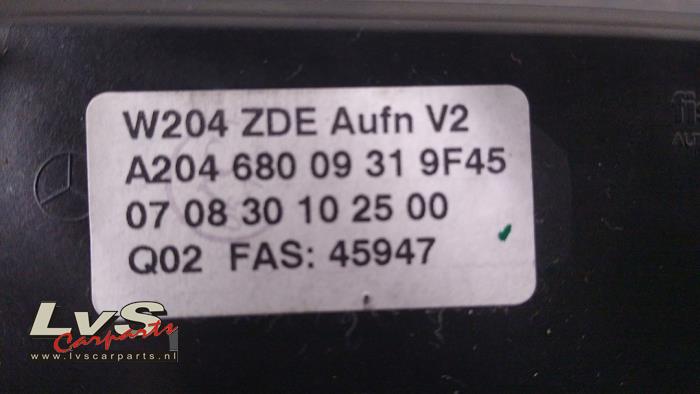 W204 ZDE Aufn V2
A204 680 09 31 9F45
07 08 30 10 25 00
Q02 FAS: 45947
LvS
Carparts
www.lvscarparts.nl